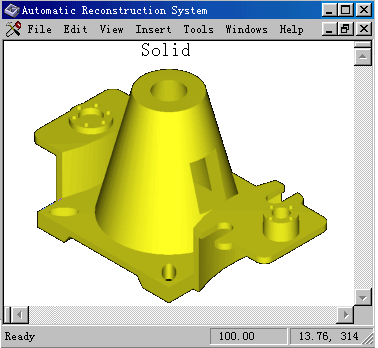 Automatic Reconstruction System
File Edit View Insert Tools Windows Help
Solid
Ready 100.00 13.76, 314